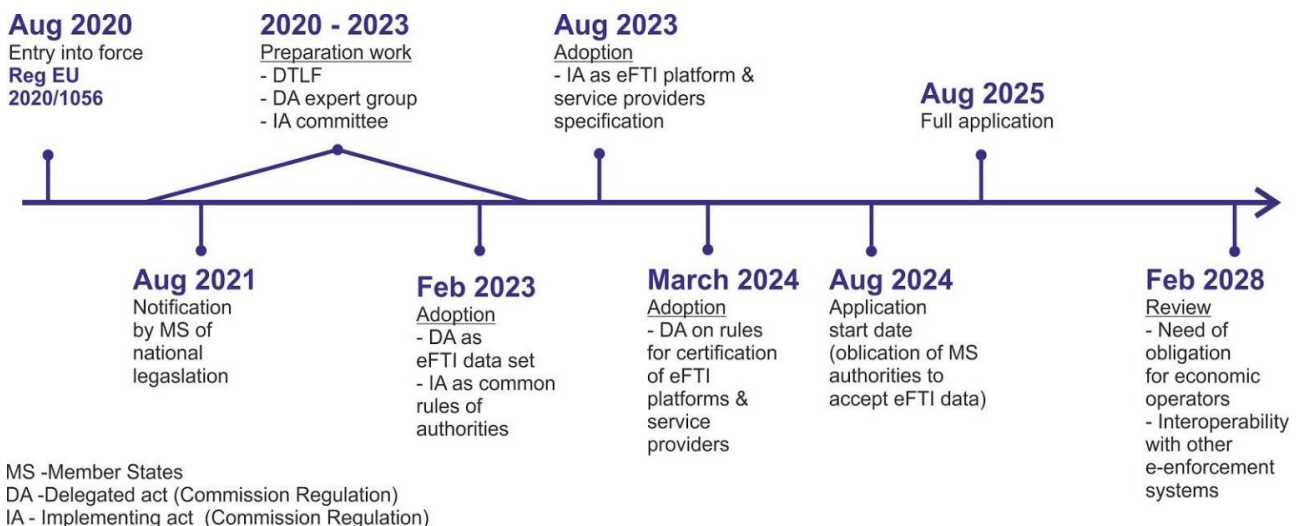 Aug 2020
Entry into force
Reg EU
2020/1056
2020 - 2023
Preparation work
- DTLF
- DA expert group
- IA committee
Aug 2023
Adoption
- IA as eFTI platform &
service providers
specification
Aug 2025
Full application
Aug 2021
Notification
by MS of
national
legaslation
Feb 2023
Adoption
- DA as
eFTI data set
- IA as common
rules of
authorities
March 2024
Adoption
- DA on rules
for certification
of eFTI
platforms &
service
providers
Aug 2024
Application
start date
(oblication of MS
authorities to
accept eFTI data)
Feb 2028
Review
- Need of
obligation
for economic
operators
- Interoperability
with other
e-enforcement
systems
MS -Member States
DA -Delegated act (Commission Regulation)
IA - Implementing act  (Commission Regulation)